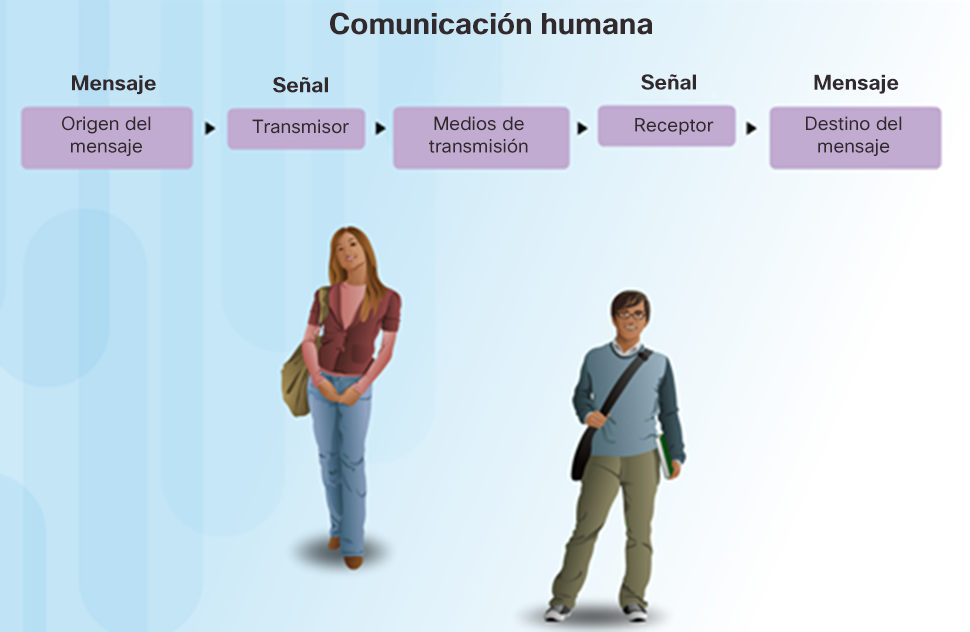 Comunicación humana
Mensaje
Señal
Señal
Mensaje
Origen del
mensaje
Transmisor
Medios de
transmisión
Receptor
Destino del
mensaje